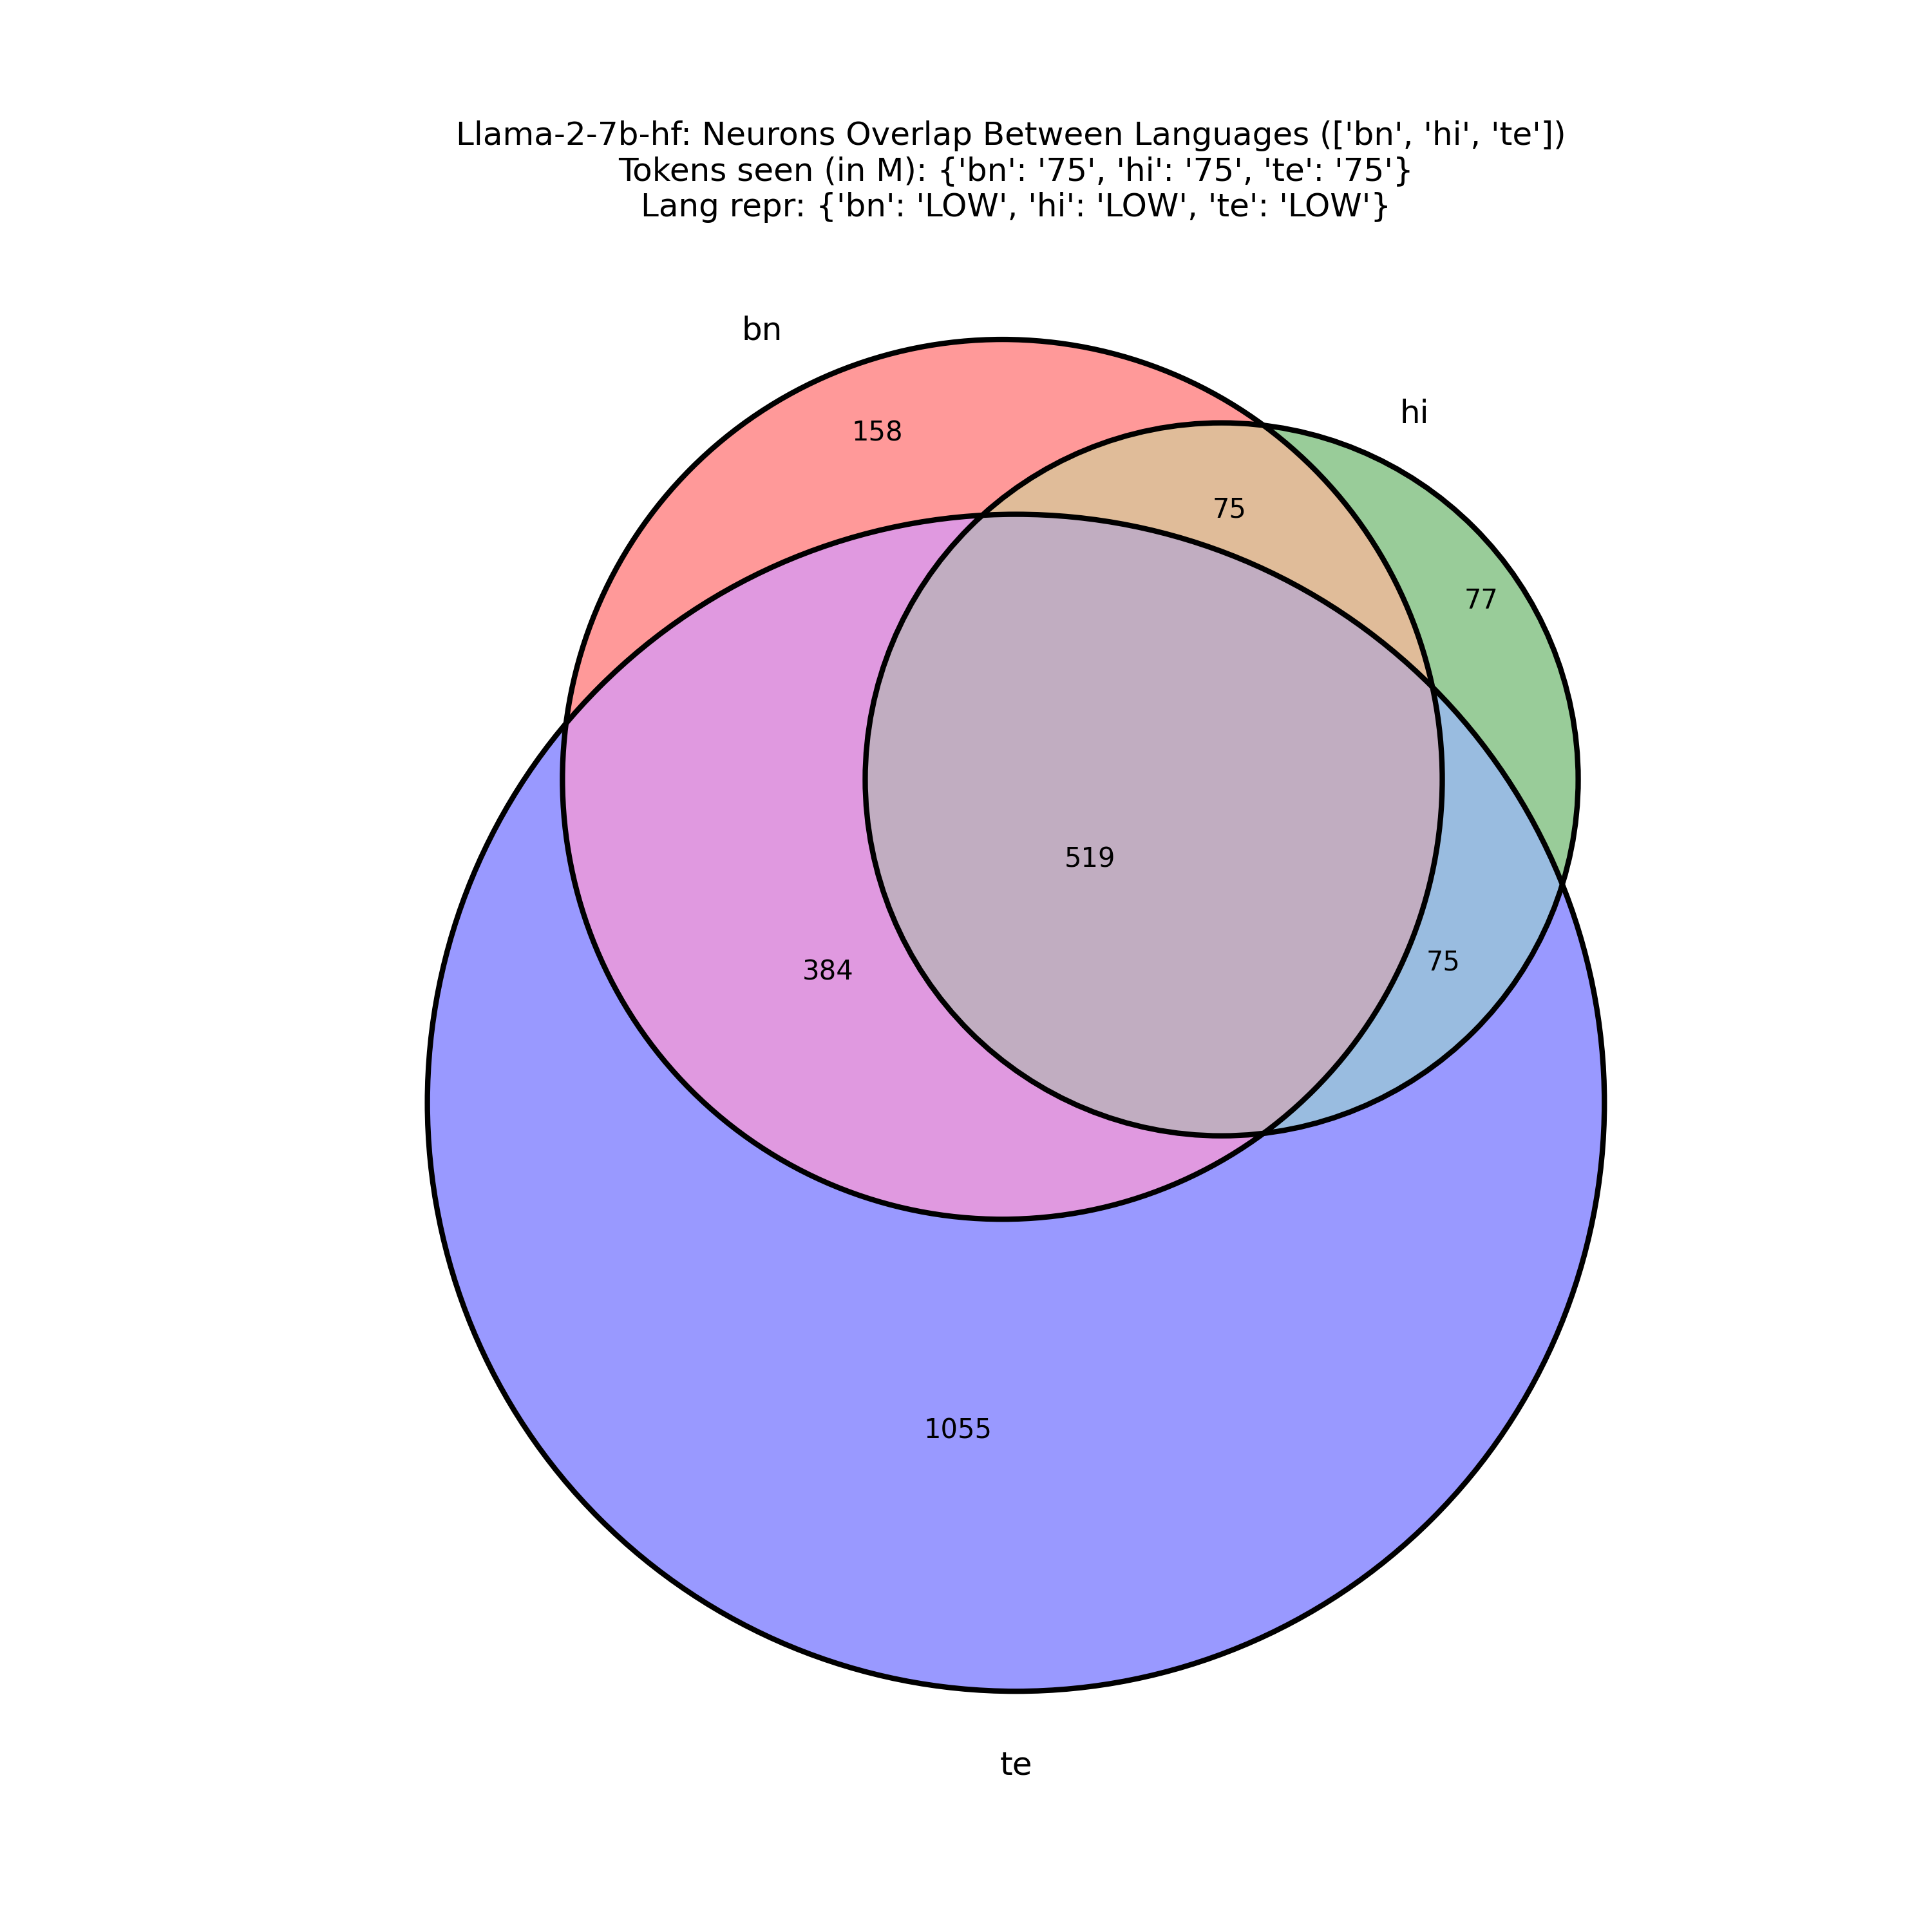 Llama-2-7b-hf: Neurons Overlap Between Languages (['bn', 'hi', 'te'])
Tokens seen (in M): {'bn': '75', 'hi': '75', 'te': '75'}
Lang repr: {'bn': 'LOW', 'hi': 'LOW', 'te': 'LOW'}
bn
hi
158
75
77
519
75
384
1055
te